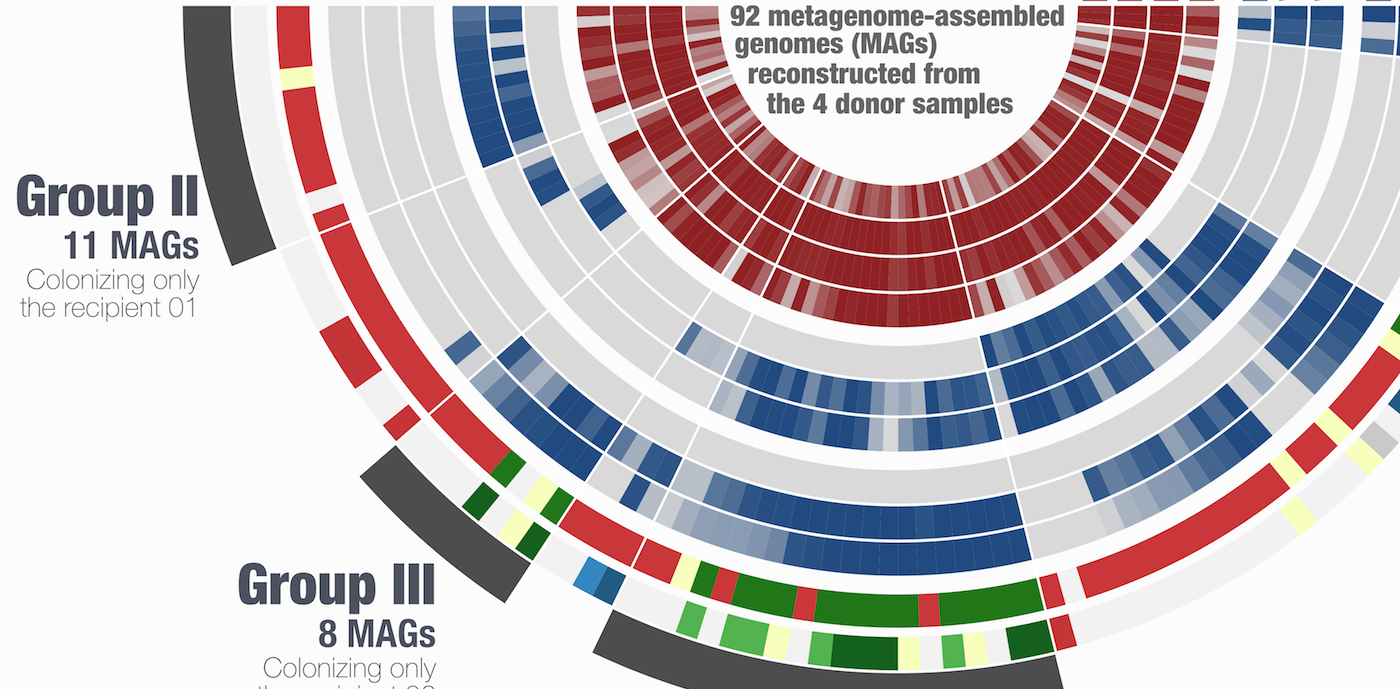 92 metagenome-assembled
genomes (MAGs)
reconstructed from
the 4 donor samples
Group II
11 MAGs
Colonizing only
the recipient 01
Group III
8 MAGs
Colonizing only